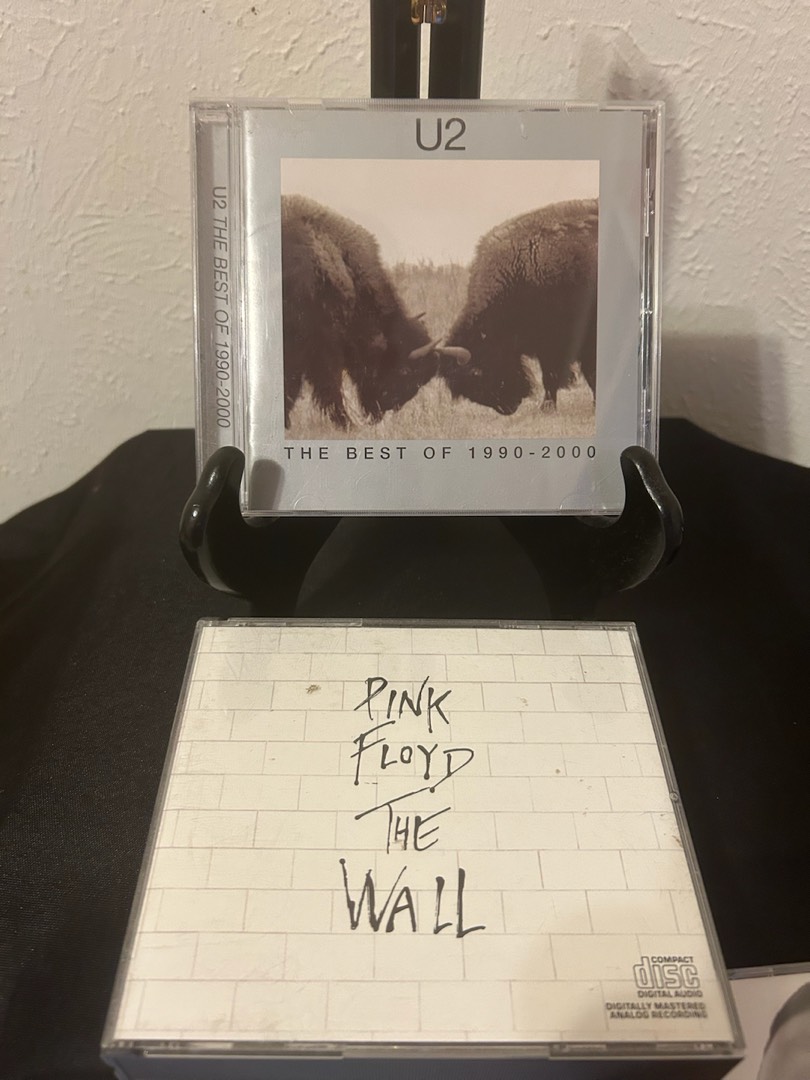 U2
U2 THE BEST OF 1990-2000
THE BEST OF 1990-2000
PINK
FLOYD
THE
WALL
COMPACT
disc
DIGITAL AUDIO
DIGITALLY MASTERED
ANALOG RECORDING